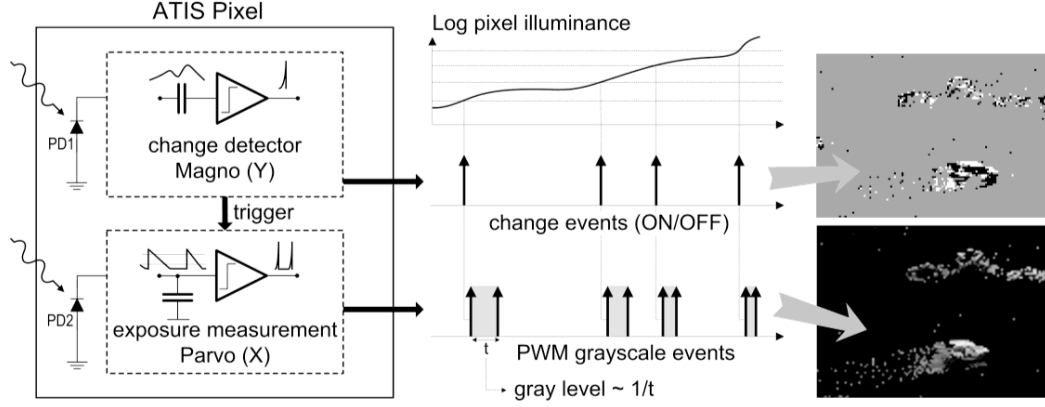 ATIS Pixel
PD1
change detector
Magno (Y)
trigger
PD2
exposure measurement
Parvo (X)
Log pixel illuminance
change events (ON/OFF)
t
PWM grayscale events
gray level ~ 1/t